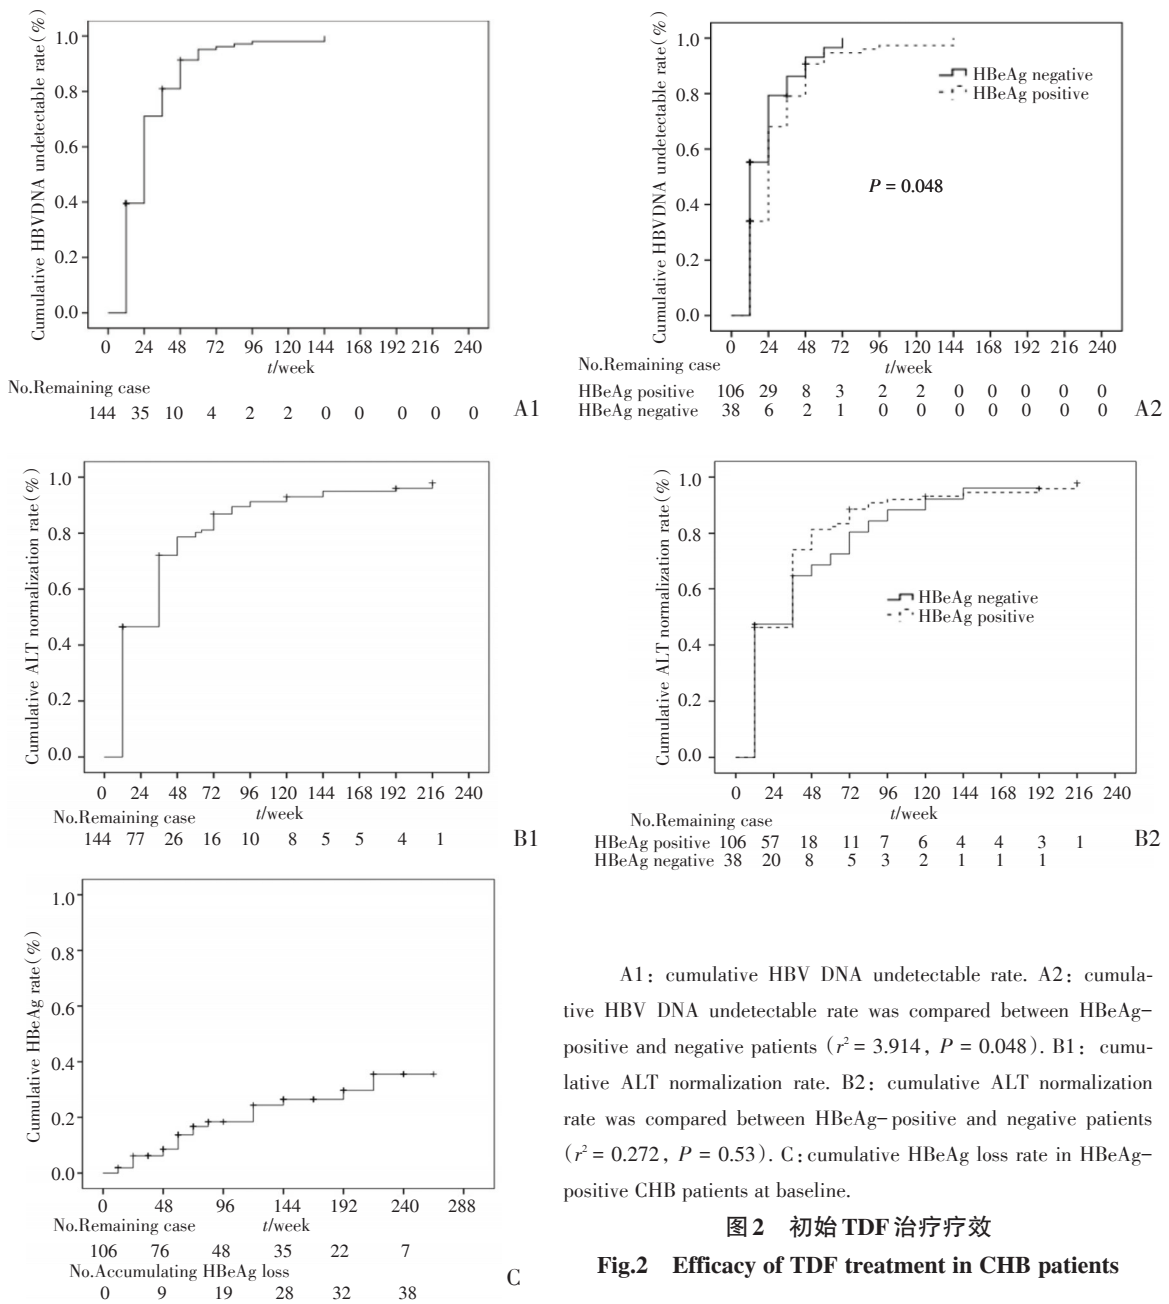 Cumulative HBVDNA undetectable rate(%)
1.0
0.8
0.6
0.4
0.2
0.0
0 24 48 72 96 120 144 168 192 216 240
t/week
No.Remaining case
144 35 10 4 2 2 0 0 0 0 0
A1
Cumulative HBVDNA undetectable rate(%)
1.0
0.8
0.6
0.4
0.2
0.0
HBeAg negative
HBeAg positive
P = 0.048
0 24 48 72 96 120 144 168 192 216 240
t/week
No.Remaining case
HBeAg positive 106 29 8 3 2 2 0 0 0 0 0
HBeAg negative 38 6 2 1 0 0 0 0 0 0 0
A2
Cumulative ALT normalization rate(%)
1.0
0.8
0.6
0.4
0.2
0.0
0 24 48 72 96 120 144 168 192 216 240
t/week
No.Remaining case
144 77 26 16 10 8 5 5 4 1
B1
Cumulative ALT normalization rate(%)
1.0
0.8
0.6
0.4
0.2
0.0
HBeAg negative
HBeAg positive
0 24 48 72 96 120 144 168 192 216 240
t/week
No.Remaining case
HBeAg positive 106 57 18 11 7 6 4 4 3 1
HBeAg negative 38 20 8 5 3 2 1 1 1
B2
Cumulative HBeAg rate(%)
1.0
0.8
0.6
0.4
0.2
0.0
0 48 96 144 192 240 288
No.Remaining case t/week
106 76 48 35 22 7
No.Accumulating HBeAg loss
0 9 19 28 32 38
C
A1: cumulative HBV DNA undetectable rate. A2: cumula-
tive HBV DNA undetectable rate was compared between HBeAg-
positive and negative patients (r² = 3.914, P = 0.048). B1: cumu-
lative ALT normalization rate. B2: cumulative ALT normalization
rate was compared between HBeAg-positive and negative patients
(r² = 0.272, P = 0.53). C:cumulative HBeAg loss rate in HBeAg-
positive CHB patients at baseline.
图2 初始TDF治疗疗效
Fig.2 Efficacy of TDF treatment in CHB patients